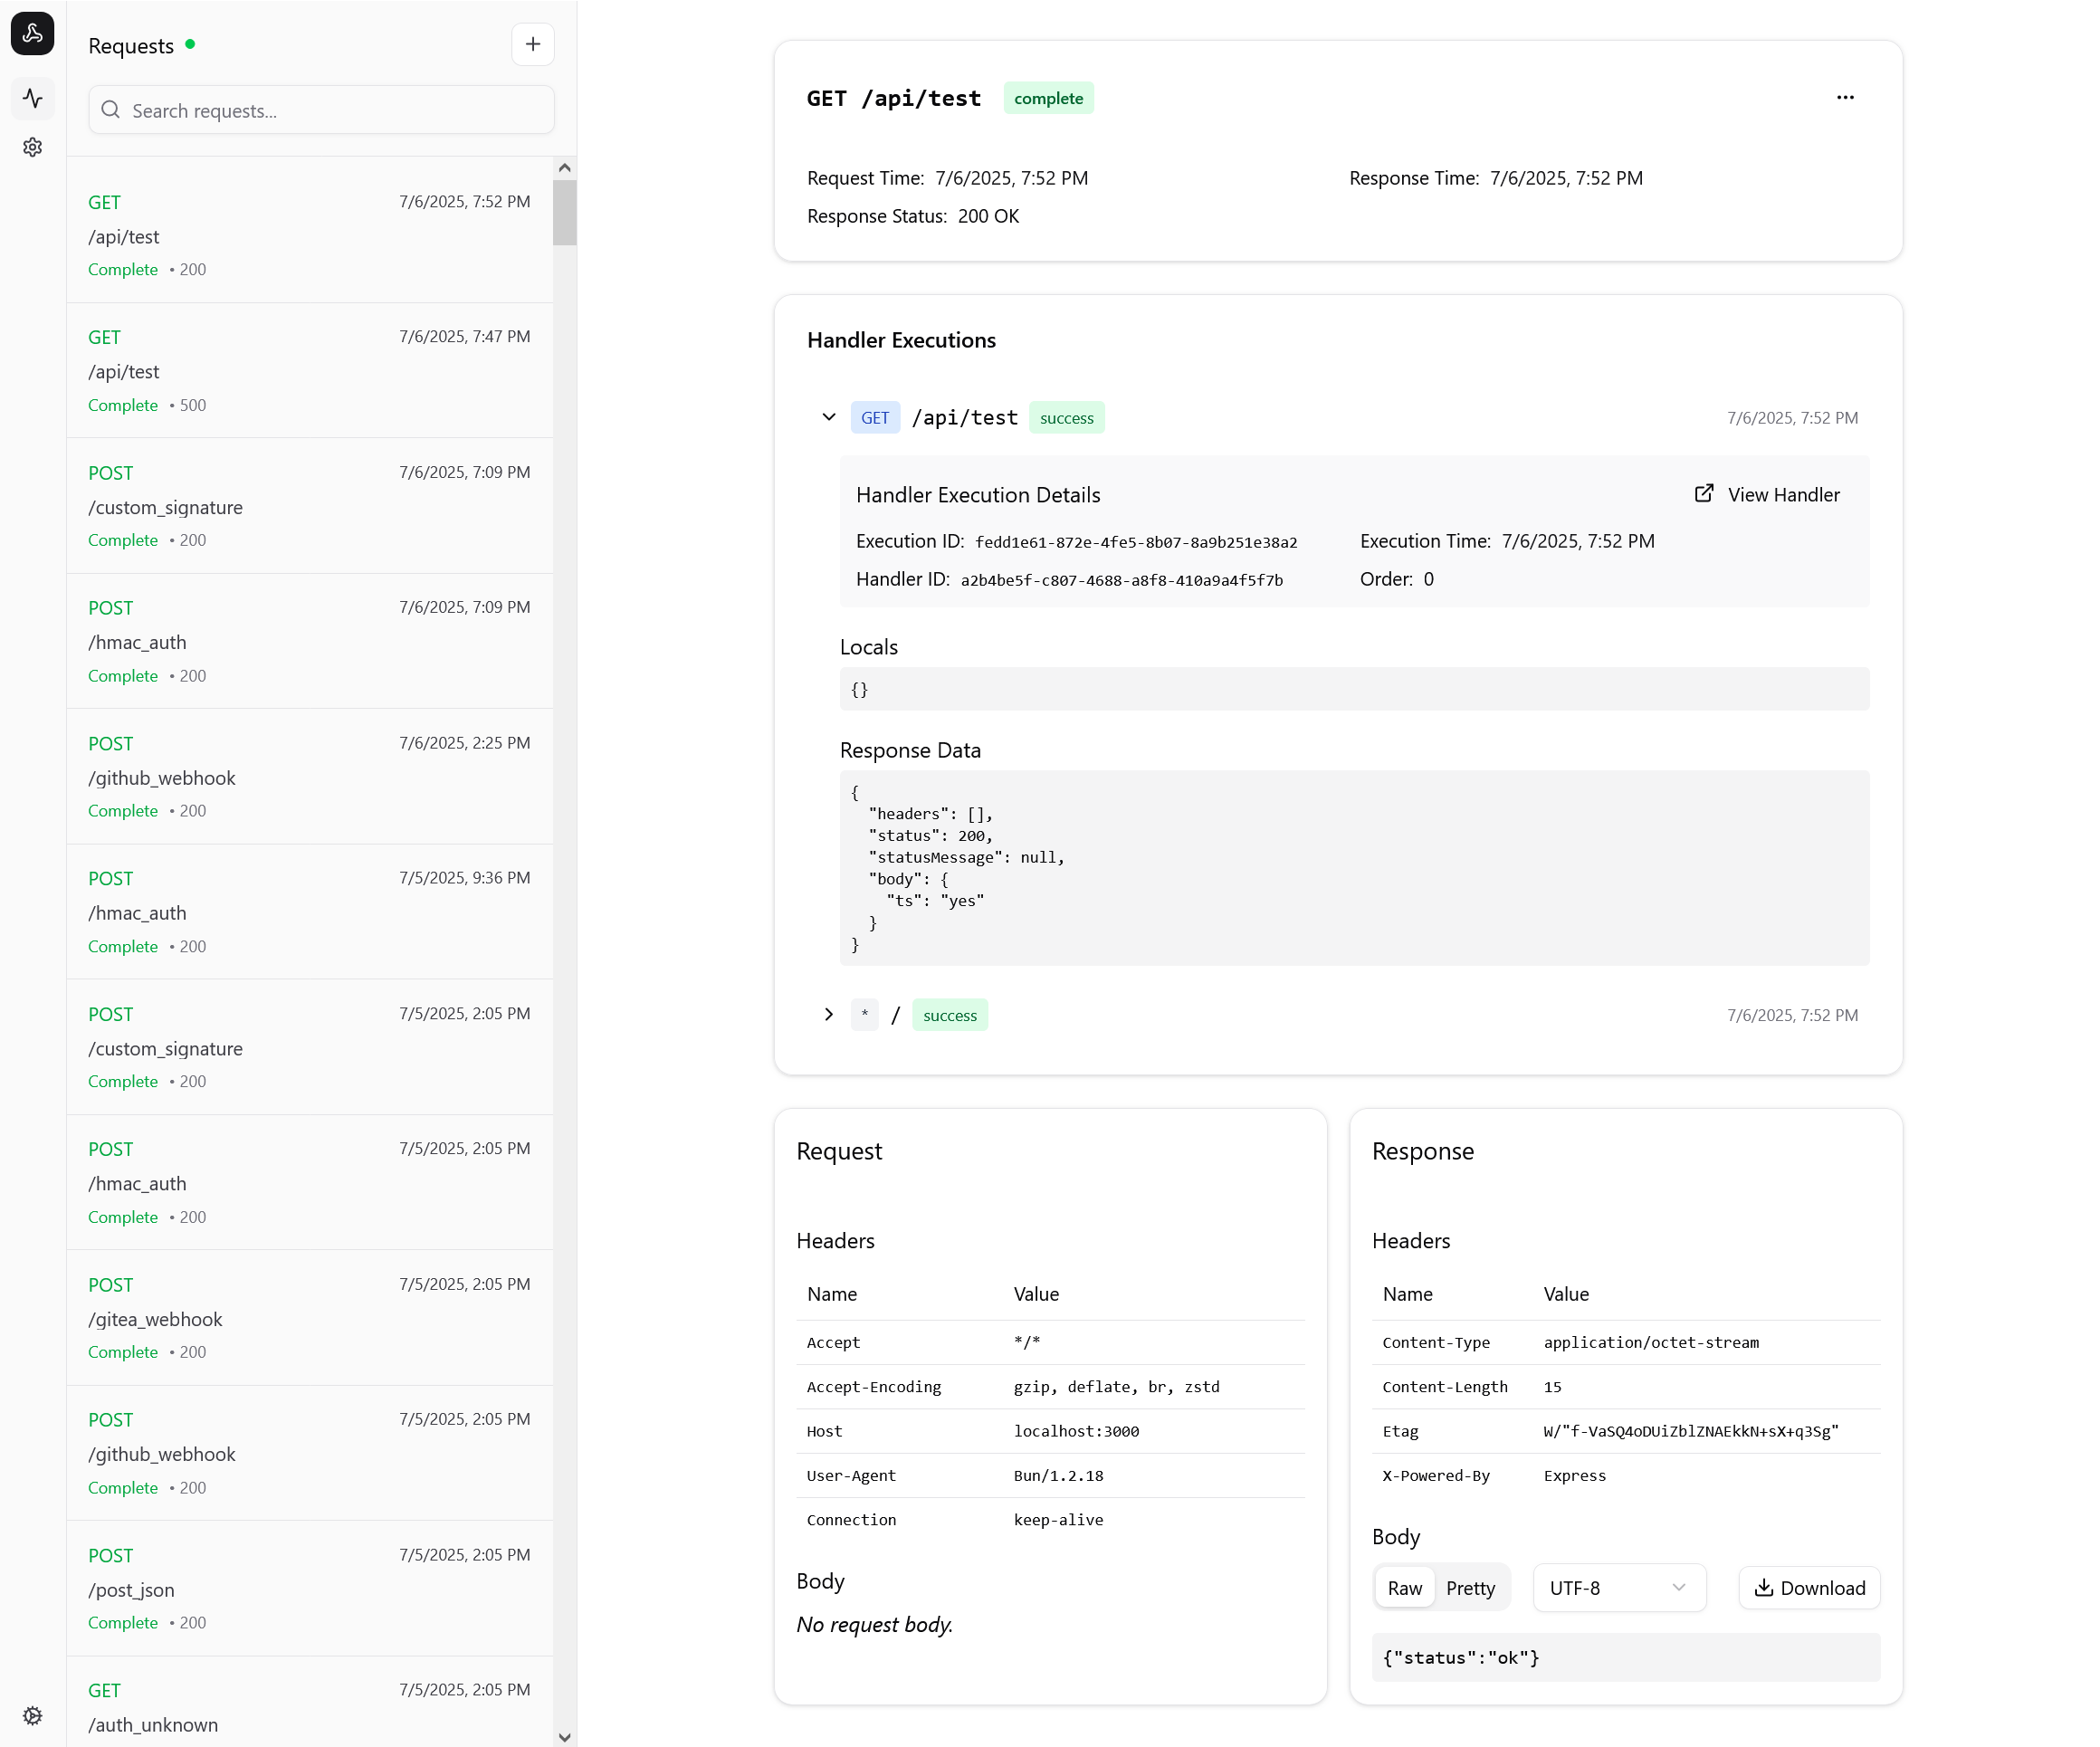 Requests
Search requests...
GET 7/6/2025, 7:52 PM
/api/test
Complete • 200
GET 7/6/2025, 7:47 PM
/api/test
Complete • 500
POST 7/6/2025, 7:09 PM
/custom_signature
Complete • 200
POST 7/6/2025, 7:09 PM
/hmac_auth
Complete • 200
POST 7/6/2025, 2:25 PM
/github_webhook
Complete • 200
POST 7/5/2025, 9:36 PM
/hmac_auth
Complete • 200
POST 7/5/2025, 2:05 PM
/custom_signature
Complete • 200
POST 7/5/2025, 2:05 PM
/hmac_auth
Complete • 200
POST 7/5/2025, 2:05 PM
/gitea_webhook
Complete • 200
POST 7/5/2025, 2:05 PM
/github_webhook
Complete • 200
POST 7/5/2025, 2:05 PM
/post_json
Complete • 200
GET 7/5/2025, 2:05 PM
/auth_unknown
GET /api/test complete
Request Time: 7/6/2025, 7:52 PM Response Time: 7/6/2025, 7:52 PM
Response Status: 200 OK
Handler Executions
GET /api/test success 7/6/2025, 7:52 PM
Handler Execution Details View Handler
Execution ID: fedd1e61-872e-4fe5-8b07-8a9b251e38a2 Execution Time: 7/6/2025, 7:52 PM
Handler ID: a2b4be5f-c807-4688-a8f8-410a9a4f5f7b Order: 0
Locals
{}
Response Data
{
  "headers": [],
  "status": 200,
  "statusMessage": null,
  "body": {
    "ts": "yes"
  }
}
* / success 7/6/2025, 7:52 PM
Request
Headers
Name Value
Accept */*
Accept-Encoding gzip, deflate, br, zstd
Host localhost:3000
User-Agent Bun/1.2.18
Connection keep-alive
Body
No request body.
Response
Headers
Name Value
Content-Type application/octet-stream
Content-Length 15
Etag W/"f-VaSQ4oDUiZblZNAEkkN+sX+q3Sg"
X-Powered-By Express
Body
Raw Pretty UTF-8 Download
{"status":"ok"}